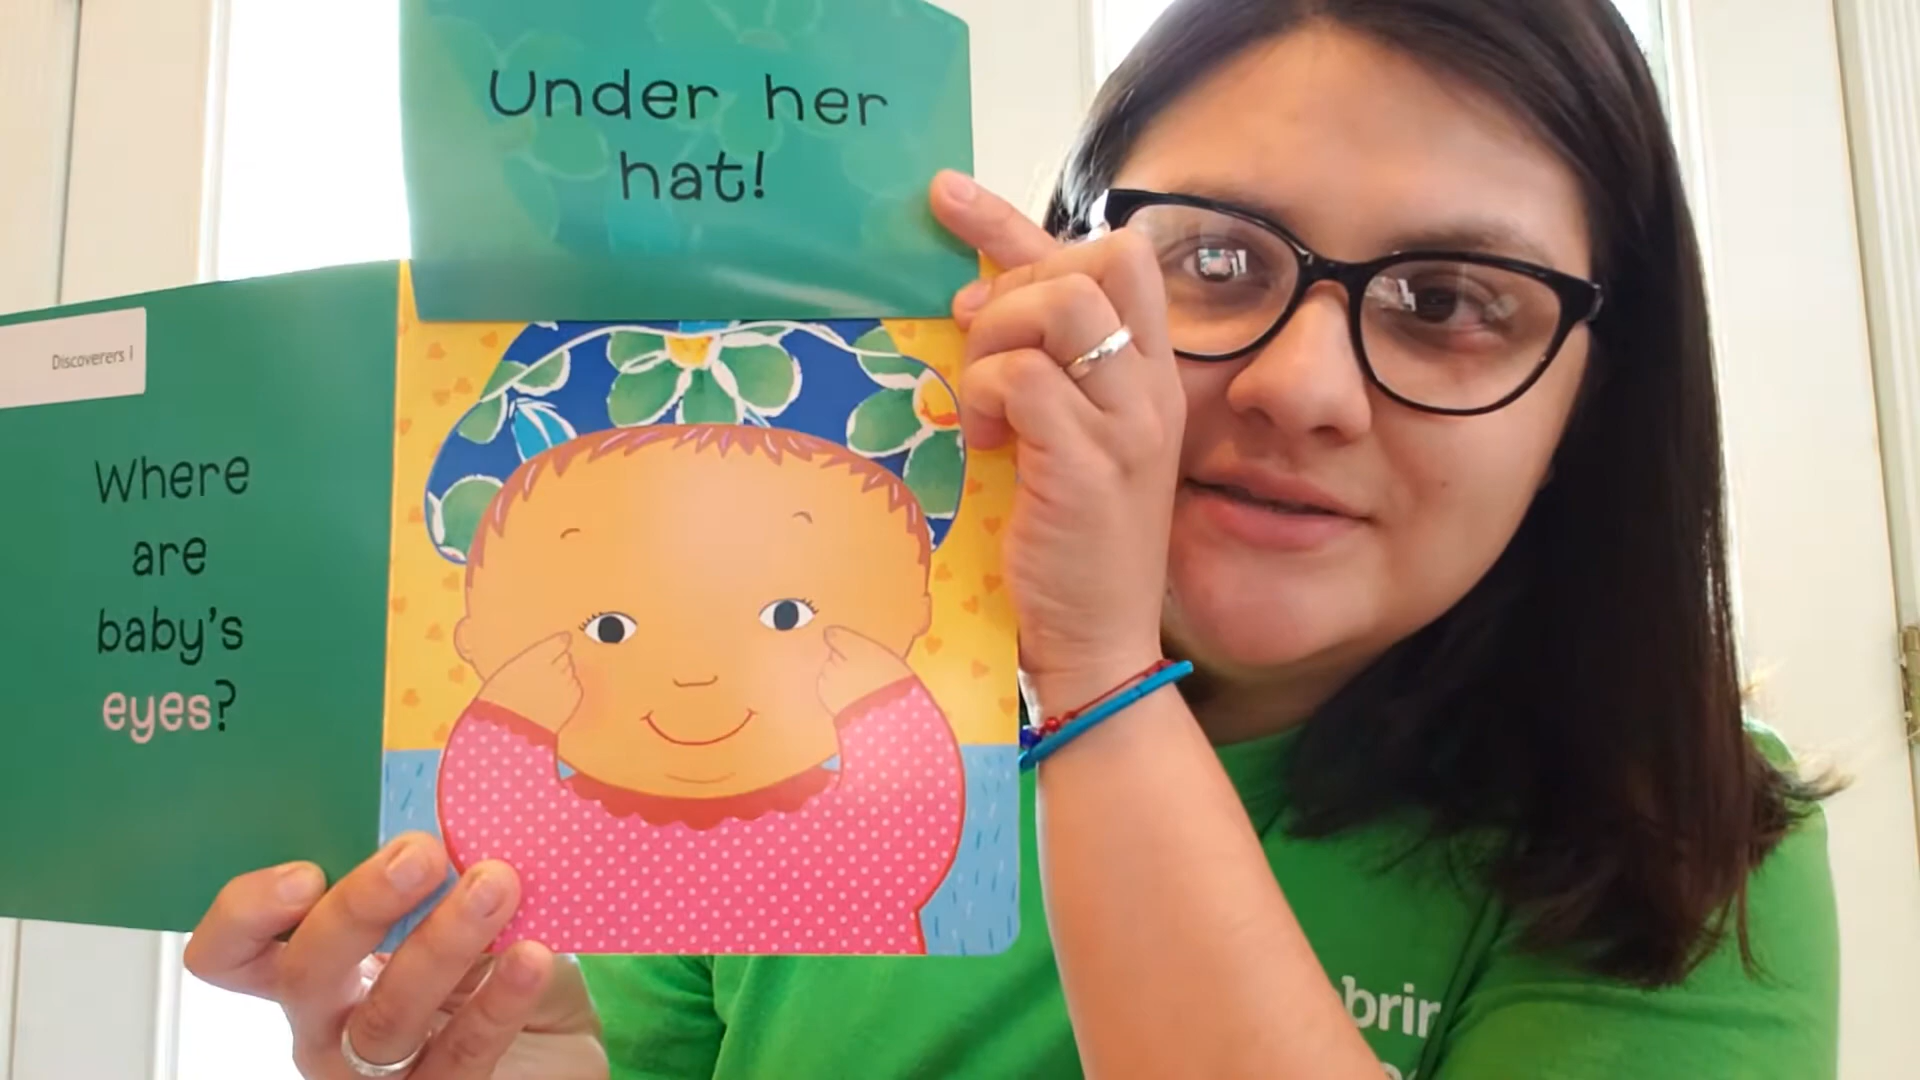 Under her
hat!
Discoverers 1
Where
are
baby's
eyes?